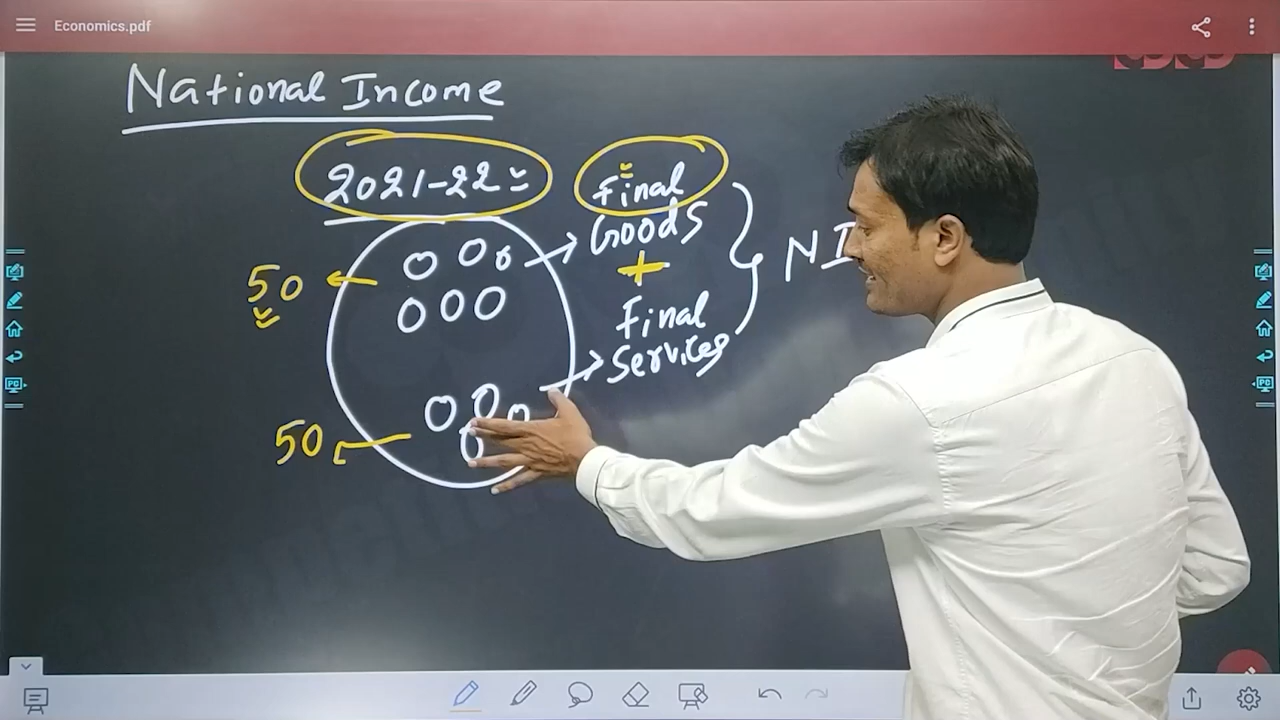 Economics.pdf
National Income
2021-22
Final
Goods
+
Final
Services
NI
50
50